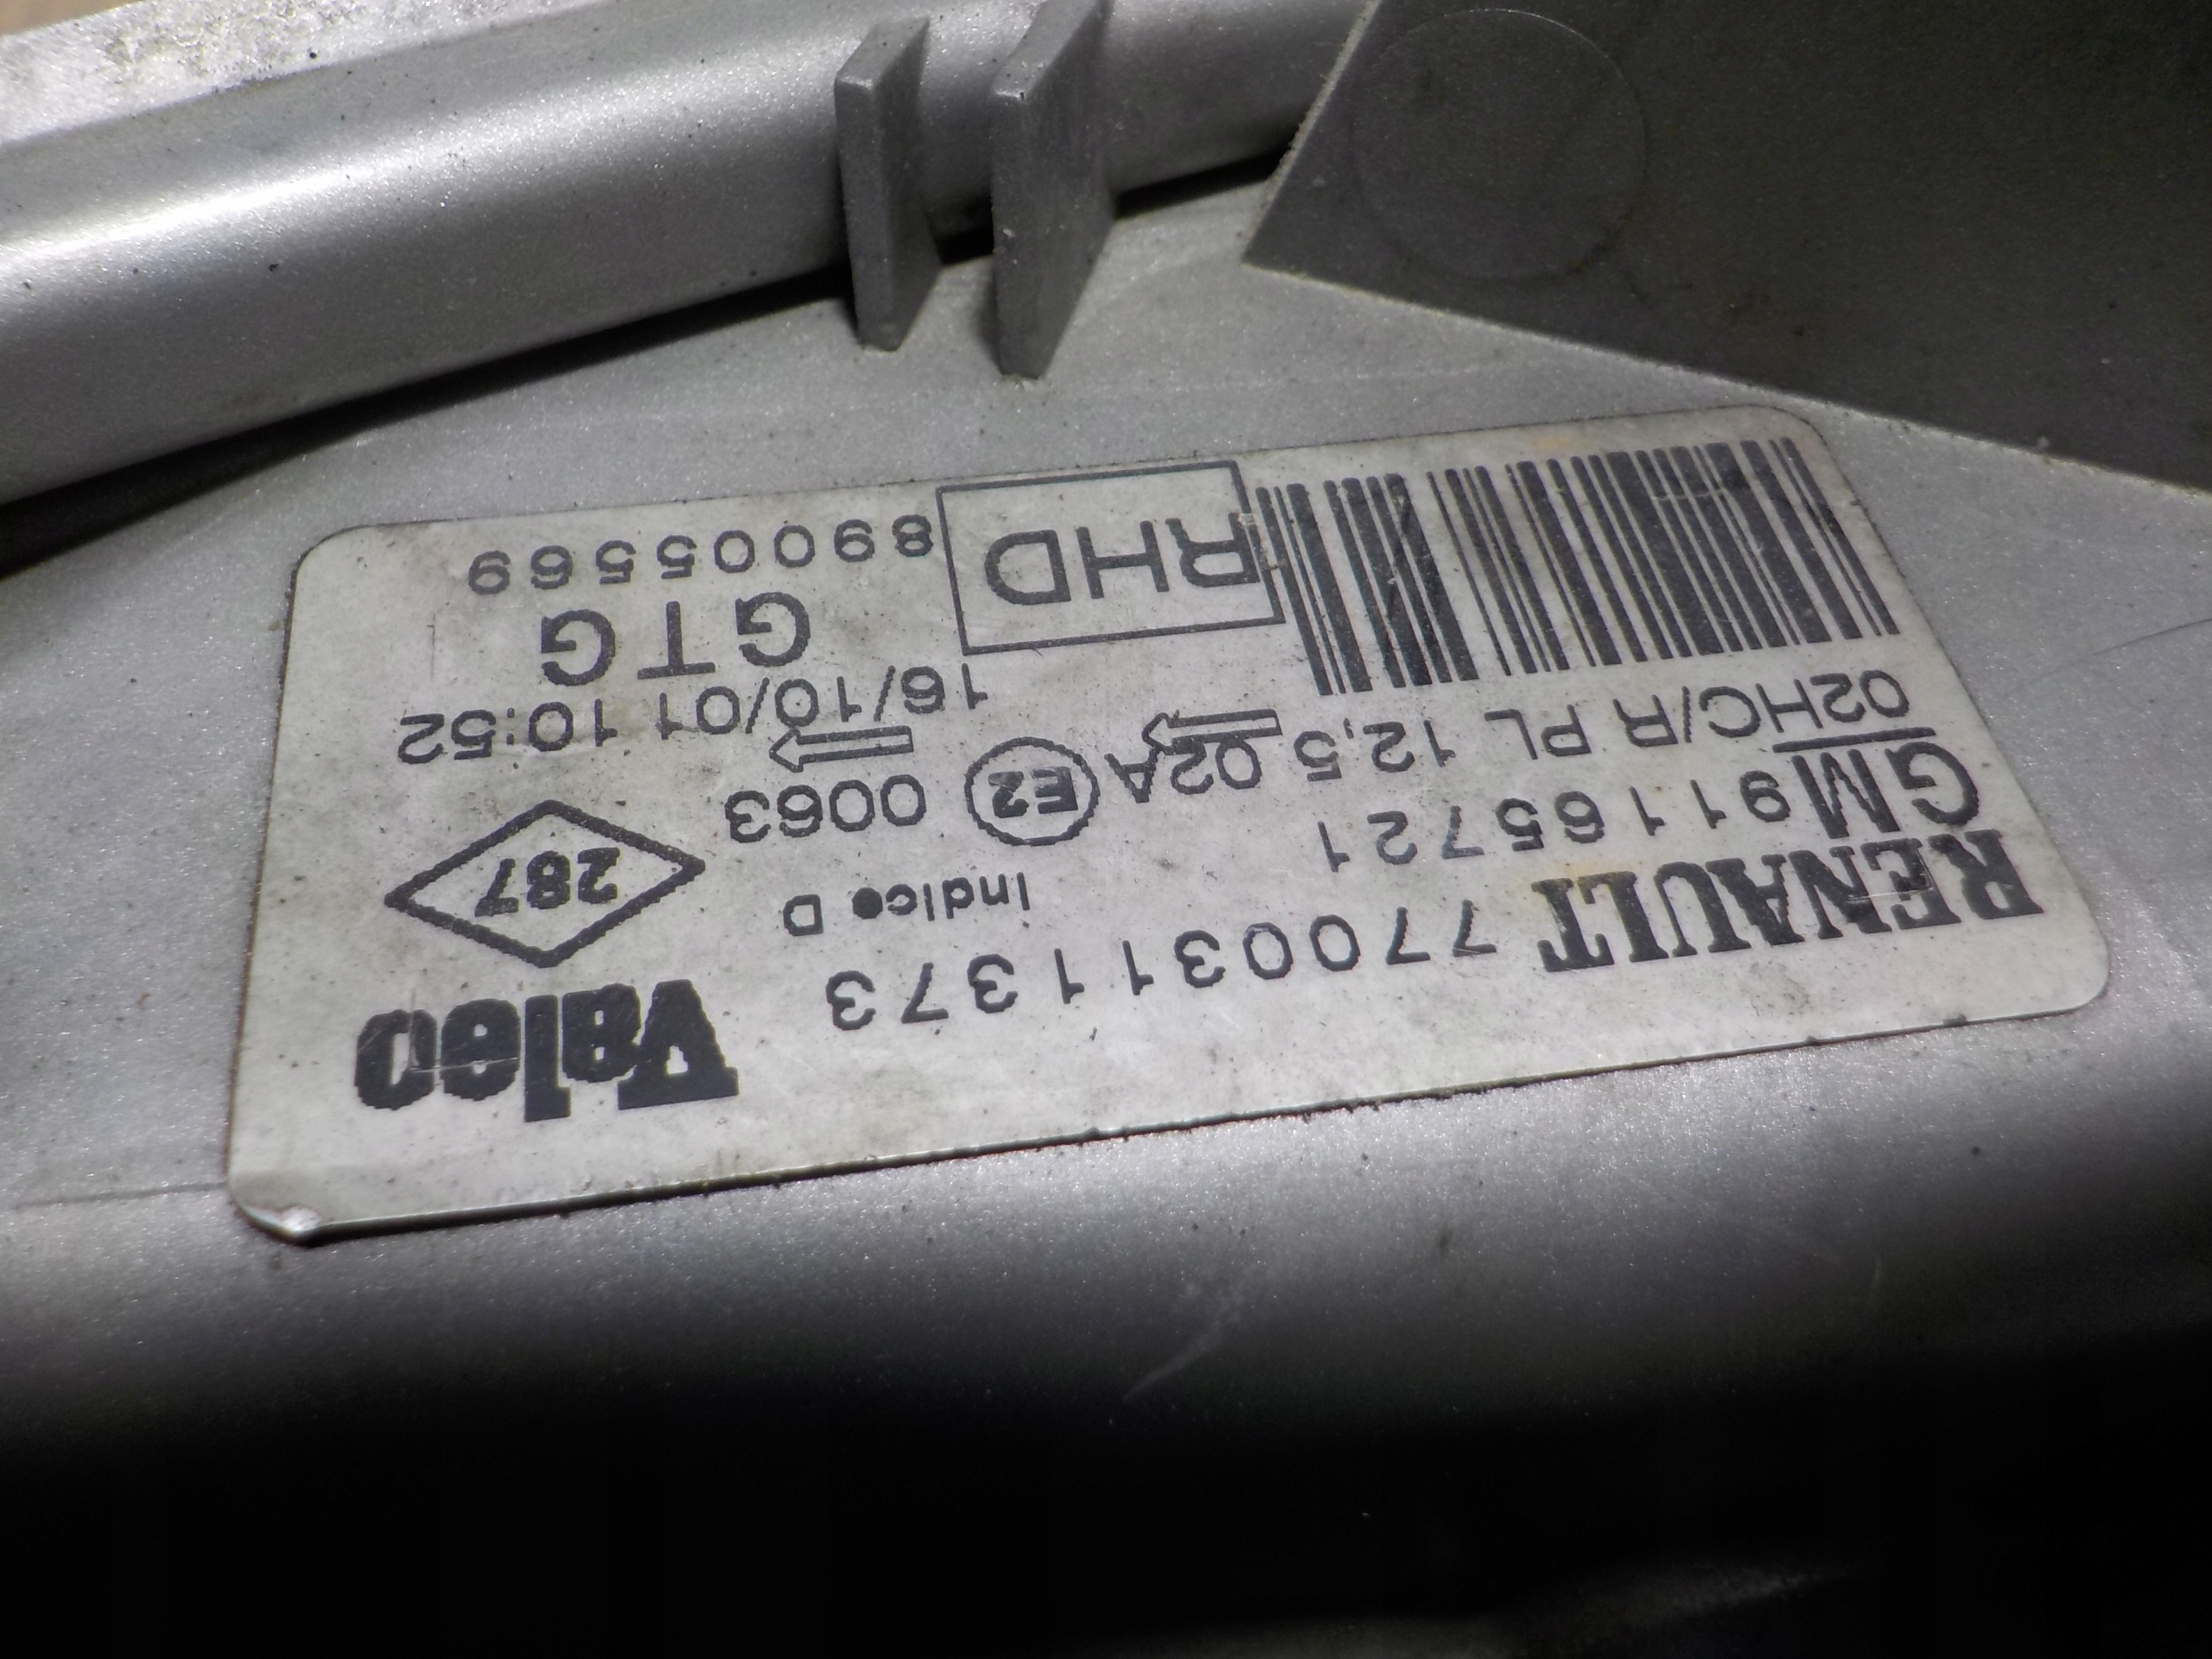 RENAULT 7700311373 Valeo
GM 91165721 Indice D 287
02HC/R PL 12,5 02A E2 0063
16/10/01 10:52
RHD GTG
89005569